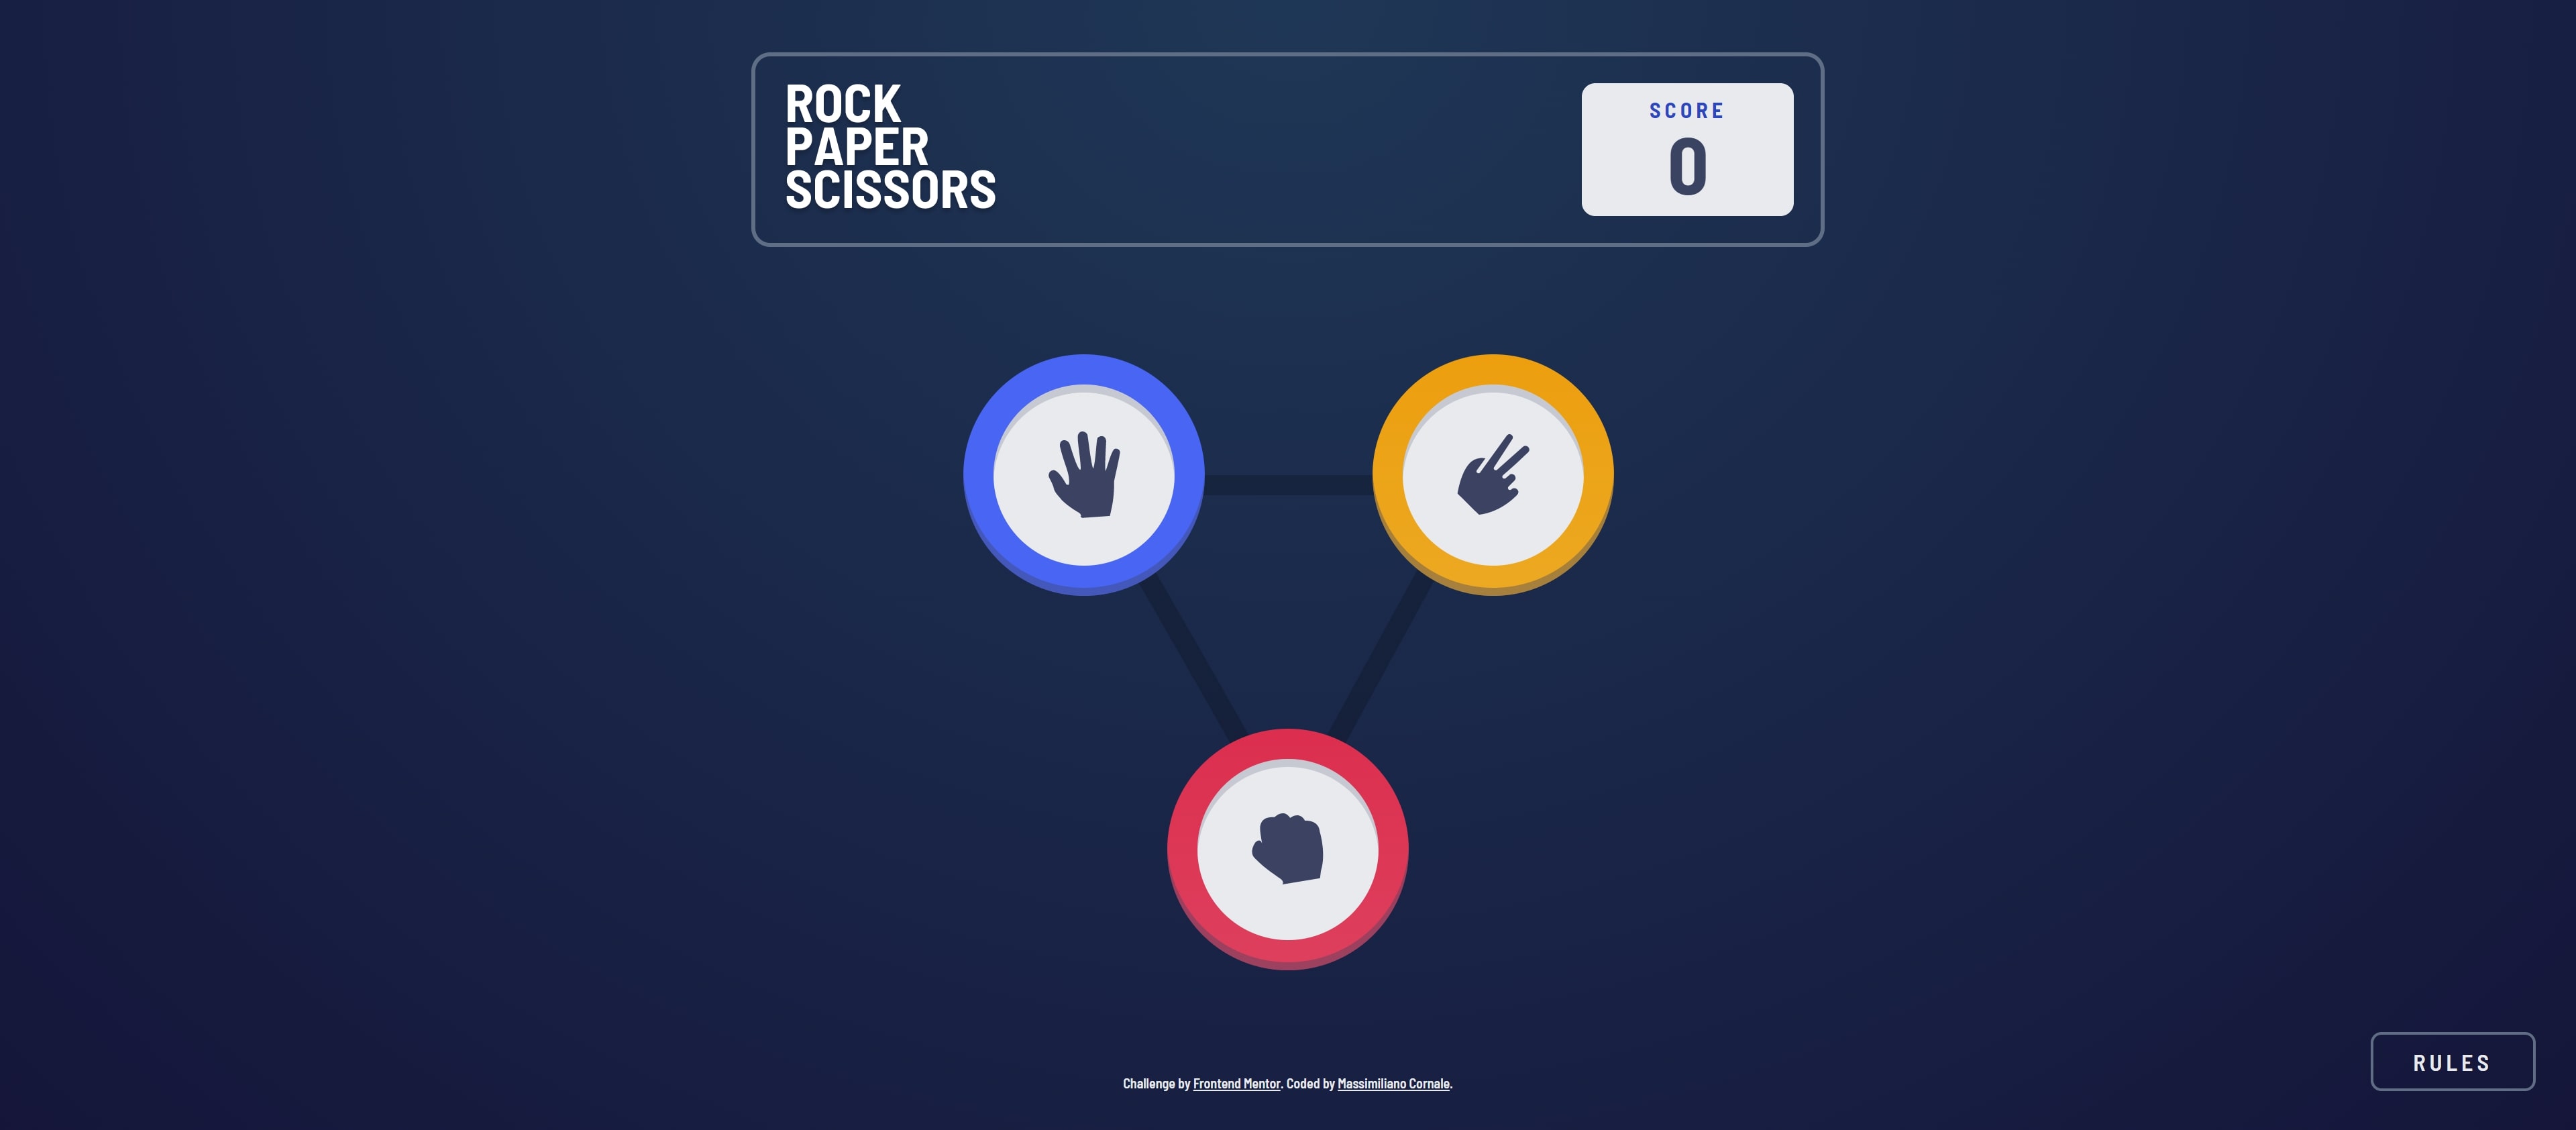 ROCK
PAPER
SCISSORS
SCORE
0
RULES
Challenge by Frontend Mentor. Coded by Massimiliano Cornale.